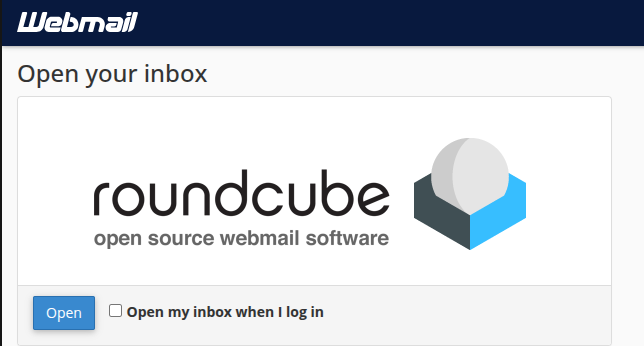 Webmail
Open your inbox
roundcube
open source webmail software
Open
Open my inbox when I log in